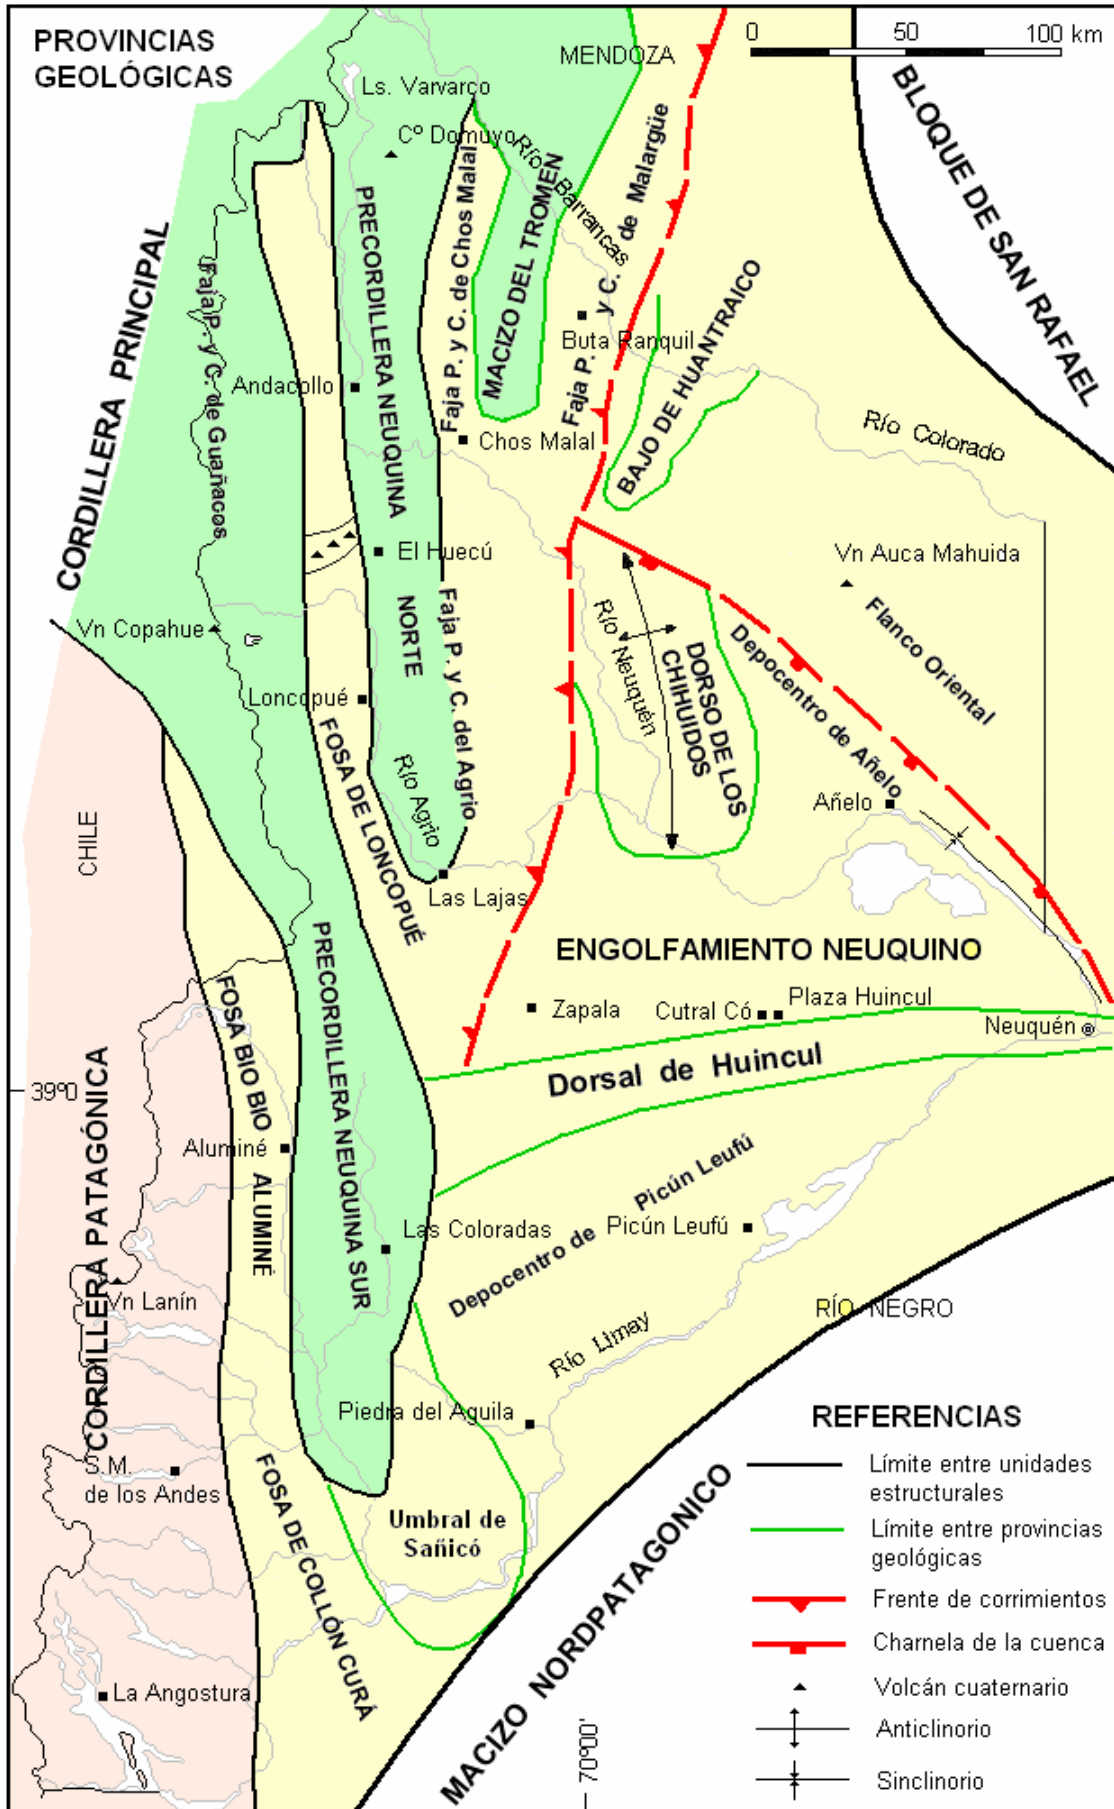 PROVINCIAS
GEOLÓGICAS
0 50 100 km
MENDOZA
BLOQUE DE SAN RAFAEL
Ls. Varvarco
Cº Domuyo
Río Barrancas
Faja P. y C. de Malargüe
CORDILLERA PRINCIPAL
Faja P. y C. de Guañacos
PRECORDILLERA NEUQUINA
NORTE
Faja P. y C. de Chos Malal
MACIZO DEL TROMEN
Buta Ranquil
BAJO DE HUANTRAICO
Andacollo
Chos Malal
Río Colorado
El Huecú
Vn Auca Mahuida
Flanco Oriental
Faja P. y C. del Agrio
Río Neuquén
DORSO DE LOS
CHIHUIDOS
Depocentro de Añelo
Vn Copahue
Loncopué
FOSA DE LONCOPUÉ
Río Agrio
Añelo
CHILE
Las Lajas
ENGOLFAMIENTO NEUQUINO
PRECORDILLERA NEUQUINA SUR
FOSA BIO BIO
ALUMINÉ
Zapala
Cutral Có
Plaza Huincul
Neuquén
Dorsal de Huincul
39º0
CORDILLERA PATAGÓNICA
Aluminé
Depocentro de Picún Leufú
Las Coloradas
Picún Leufú
Vn Lanín
RÍO NEGRO
Río Limay
Piedra del Aguila
S.M.
de los Andes
FOSA DE COLLÓN CURÁ
Umbral de
Sañicó
MACIZO NORDPATAGONICO
La Angostura
70º00'
REFERENCIAS
Límite entre unidades
estructurales
Límite entre provincias
geológicas
Frente de corrimientos
Charnela de la cuenca
Volcán cuaternario
Anticlinorio
Sinclinorio